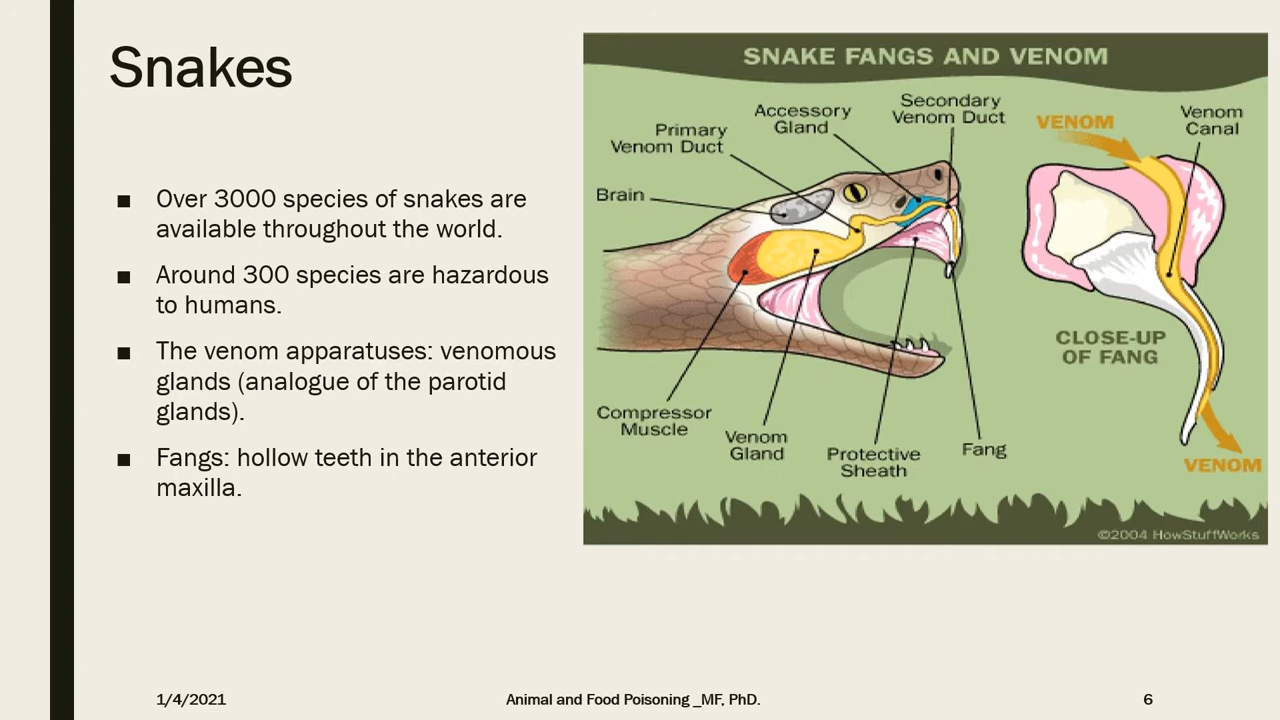 Snakes
■ Over 3000 species of snakes are
available throughout the world.
■ Around 300 species are hazardous
to humans.
■ The venom apparatuses: venomous
glands (analogue of the parotid
glands).
■ Fangs: hollow teeth in the anterior
maxilla.
SNAKE FANGS AND VENOM
Primary
Venom Duct
Accessory
Gland
Secondary
Venom Duct
VENOM
Venom
Canal
Brain
CLOSE-UP
OF FANG
Compressor
Muscle
Venom
Gland
Protective
Sheath
Fang
VENOM
©2004 HowStuffWorks
1/4/2021
Animal and Food Poisoning _MF, PhD.
6